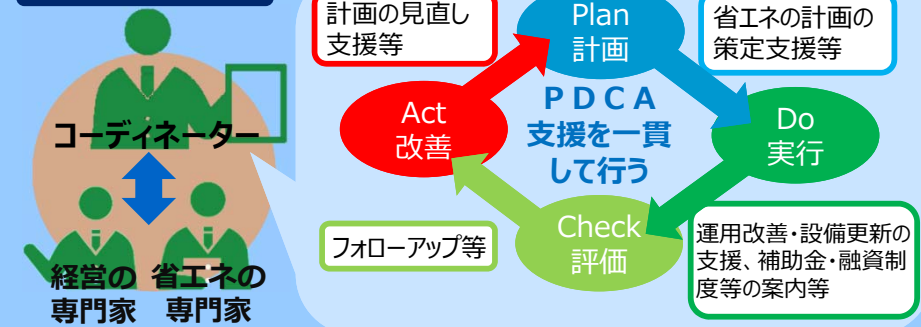 コーディネーター
経営の
専門家
省エネの
専門家
計画の見直し
支援等
Plan
計画
省エネの計画の
策定支援等
Act
改善
ＰＤＣＡ
支援を一貫
して行う
Do
実行
フォローアップ等
Check
評価
運用改善・設備更新の
支援、補助金・融資制
度等の案内等